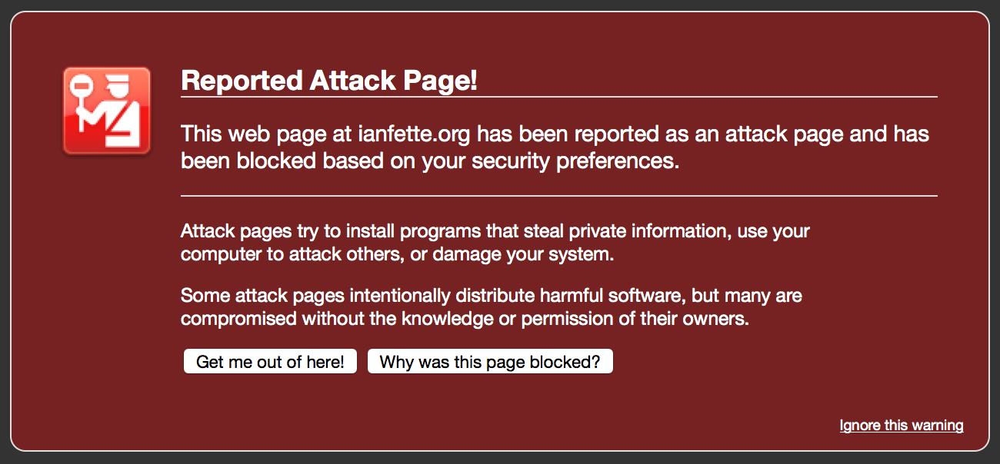 Reported Attack Page!
This web page at ianfette.org has been reported as an attack page and has
been blocked based on your security preferences.
Attack pages try to install programs that steal private information, use your
computer to attack others, or damage your system.
Some attack pages intentionally distribute harmful software, but many are
compromised without the knowledge or permission of their owners.
Get me out of here! Why was this page blocked?
Ignore this warning